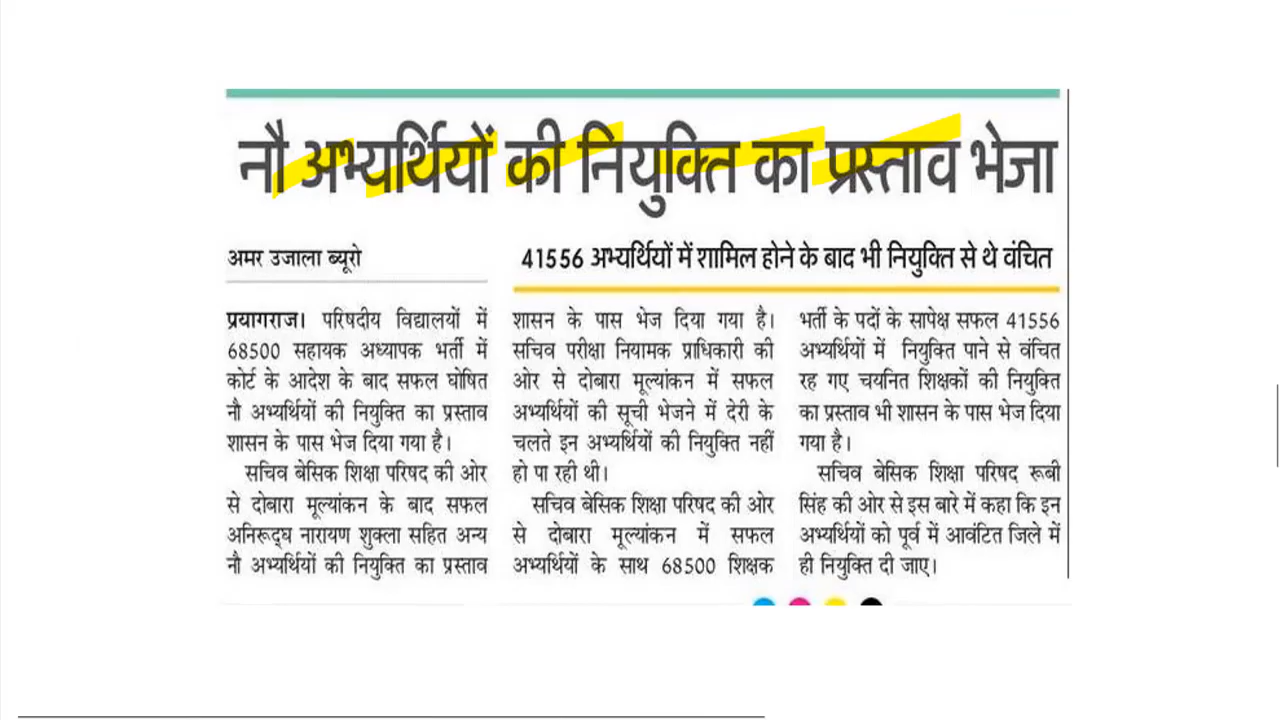 नौ अभ्यर्थियों की नियुक्ति का प्रस्ताव भेजा
अमर उजाला ब्यूरो
41556 अभ्यर्थियों में शामिल होने के बाद भी नियुक्ति से थे वंचित
प्रयागराज। परिषदीय विद्यालयों में
68500 सहायक अध्यापक भर्ती में
कोर्ट के आदेश के बाद सफल घोषित
नौ अभ्यर्थियों की नियुक्ति का प्रस्ताव
शासन के पास भेज दिया गया है।
सचिव बेसिक शिक्षा परिषद की ओर
से दोबारा मूल्यांकन के बाद सफल
अनिरूद्घ नारायण शुक्ला सहित अन्य
नौ अभ्यर्थियों की नियुक्ति का प्रस्ताव
शासन के पास भेज दिया गया है।
सचिव परीक्षा नियामक प्राधिकारी की
ओर से दोबारा मूल्यांकन में सफल
अभ्यर्थियों की सूची भेजने में देरी के
चलते इन अभ्यर्थियों की नियुक्ति नहीं
हो पा रही थी।
सचिव बेसिक शिक्षा परिषद की ओर
से दोबारा मूल्यांकन में सफल
अभ्यर्थियों के साथ 68500 शिक्षक
भर्ती के पदों के सापेक्ष सफल 41556
अभ्यर्थियों में नियुक्ति पाने से वंचित
रह गए चयनित शिक्षकों की नियुक्ति
का प्रस्ताव भी शासन के पास भेज दिया
गया है।
सचिव बेसिक शिक्षा परिषद रूबी
सिंह की ओर से इस बारे में कहा कि इन
अभ्यर्थियों को पूर्व में आवंटित जिले में
ही नियुक्ति दी जाए।